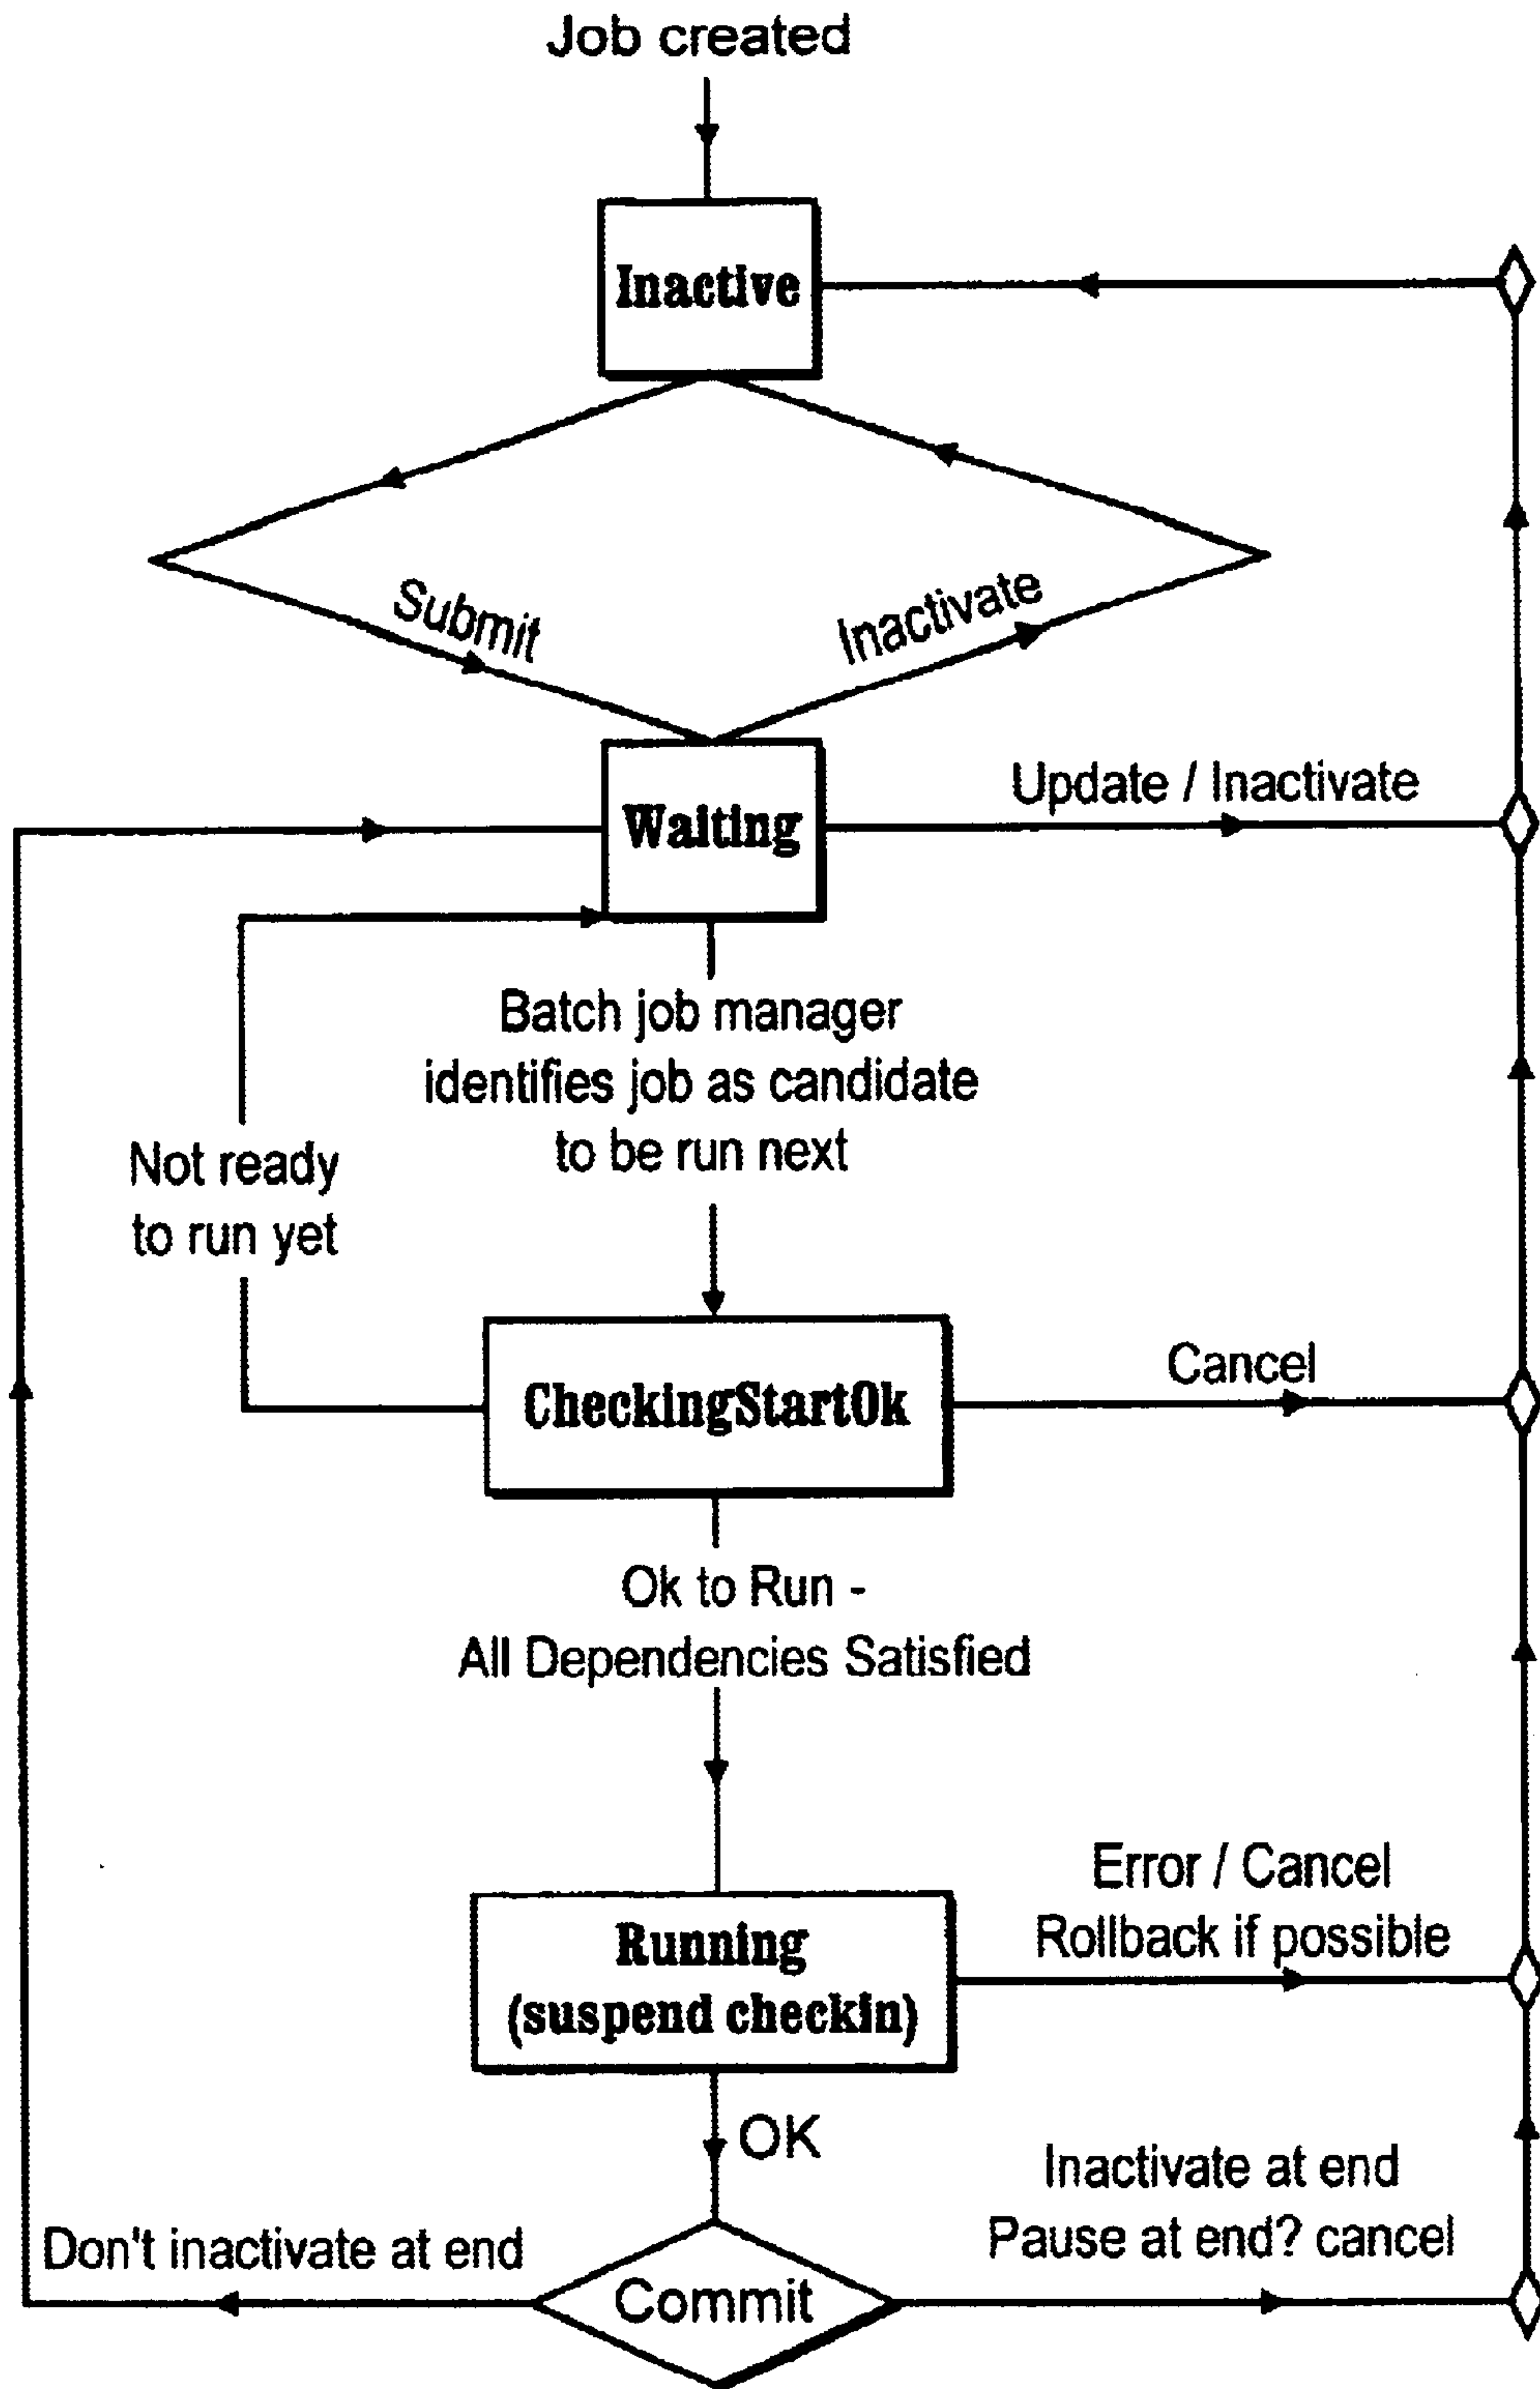 Job created
Inactive
Submit
Inactivate
Update / Inactivate
Waiting
Batch job manager
identifies job as candidate
to be run next
Not ready
to run yet
Cancel
CheckingStartOk
Ok to Run -
All Dependencies Satisfied
Error / Cancel
Rollback if possible
Running
(suspend checkin)
OK
Inactivate at end
Pause at end? cancel
Don't inactivate at end
Commit